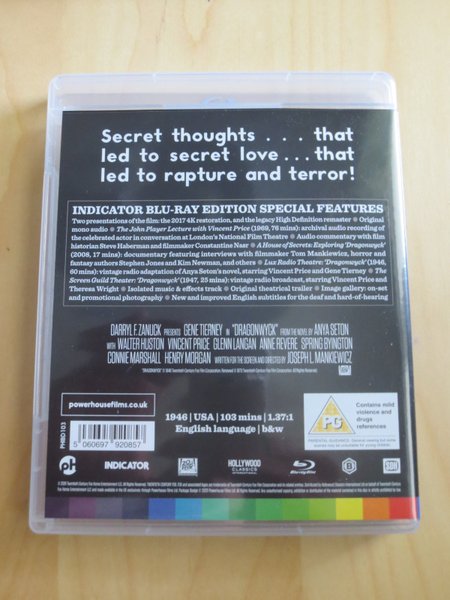 Secret thoughts . . . that
led to secret love . . . that
led to rapture and terror!
INDICATOR BLU-RAY EDITION SPECIAL FEATURES
Two presentations of the film: the 2017 4K restoration, and the legacy High Definition remaster • Original
mono audio • The John Player Lecture with Vincent Price (1969, 76 mins): archival audio recording of
the celebrated actor in conversation at London's National Film Theatre • Audio commentary with film
historian Steve Haberman and filmmaker Constantine Nasr • A House of Secrets: Exploring 'Dragonwyck'
(2008, 17 mins): documentary featuring interviews with filmmaker Tom Mankiewicz, horror and
fantasy authors Stephen Jones and Kim Newman, and others • Lux Radio Theatre: 'Dragonwyck' (1946,
60 mins): vintage radio adaptation of Anya Seton's novel, starring Vincent Price and Gene Tierney • The
Screen Guild Theater: 'Dragonwyck' (1947, 25 mins): vintage radio broadcast, starring Vincent Price and
Theresa Wright • Isolated music & effects track • Original theatrical trailer • Image gallery: on-set
and promotional photography • New and improved English subtitles for the deaf and hard-of-hearing
DARRYL F. ZANUCK PRESENTS GENE TIERNEY IN "DRAGONWYCK" FROM THE NOVEL BY ANYA SETON
WITH WALTER HUSTON VINCENT PRICE GLENN LANGAN ANNE REVERE SPRING BYINGTON
CONNIE MARSHALL HENRY MORGAN WRITTEN FOR THE SCREEN AND DIRECTED BY JOSEPH L. MANKIEWICZ
powerhousefilms.co.uk
PHIBD103
5 060697 920857
1946 | USA | 103 mins | 1.37:1
English language | b&w
PG
Contains mild
violence and
drugs
references
ph
INDICATOR
HOLLYWOOD
CLASSICS
Blu-ray Disc
B